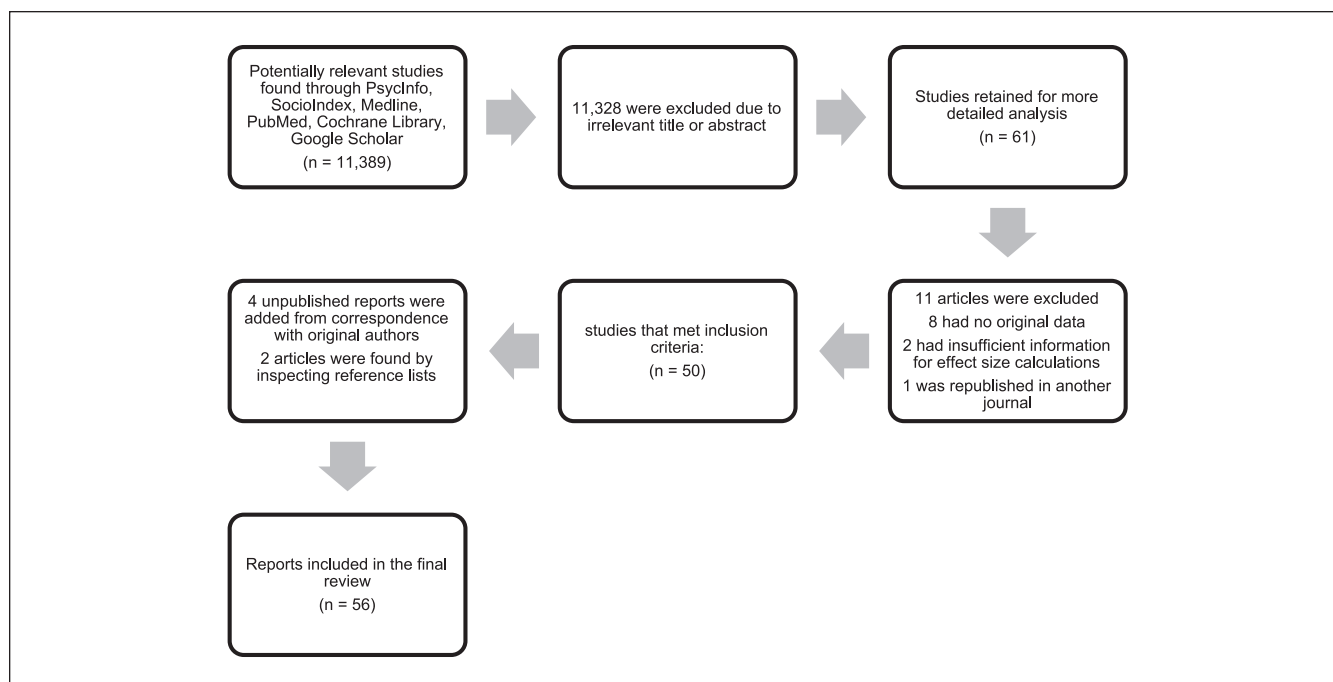 Potentially relevant studies
found through PsycInfo,
SocioIndex, Medline,
PubMed, Cochrane Library,
Google Scholar
(n = 11,389)
11,328 were excluded due to
irrelevant title or abstract
Studies retained for more
detailed analysis
(n = 61)
11 articles were excluded
8 had no original data
2 had insufficient information
for effect size calculations
1 was republished in another
journal
studies that met inclusion
criteria:
(n = 50)
4 unpublished reports were
added from correspondence
with original authors
2 articles were found by
inspecting reference lists
Reports included in the final
review
(n = 56)